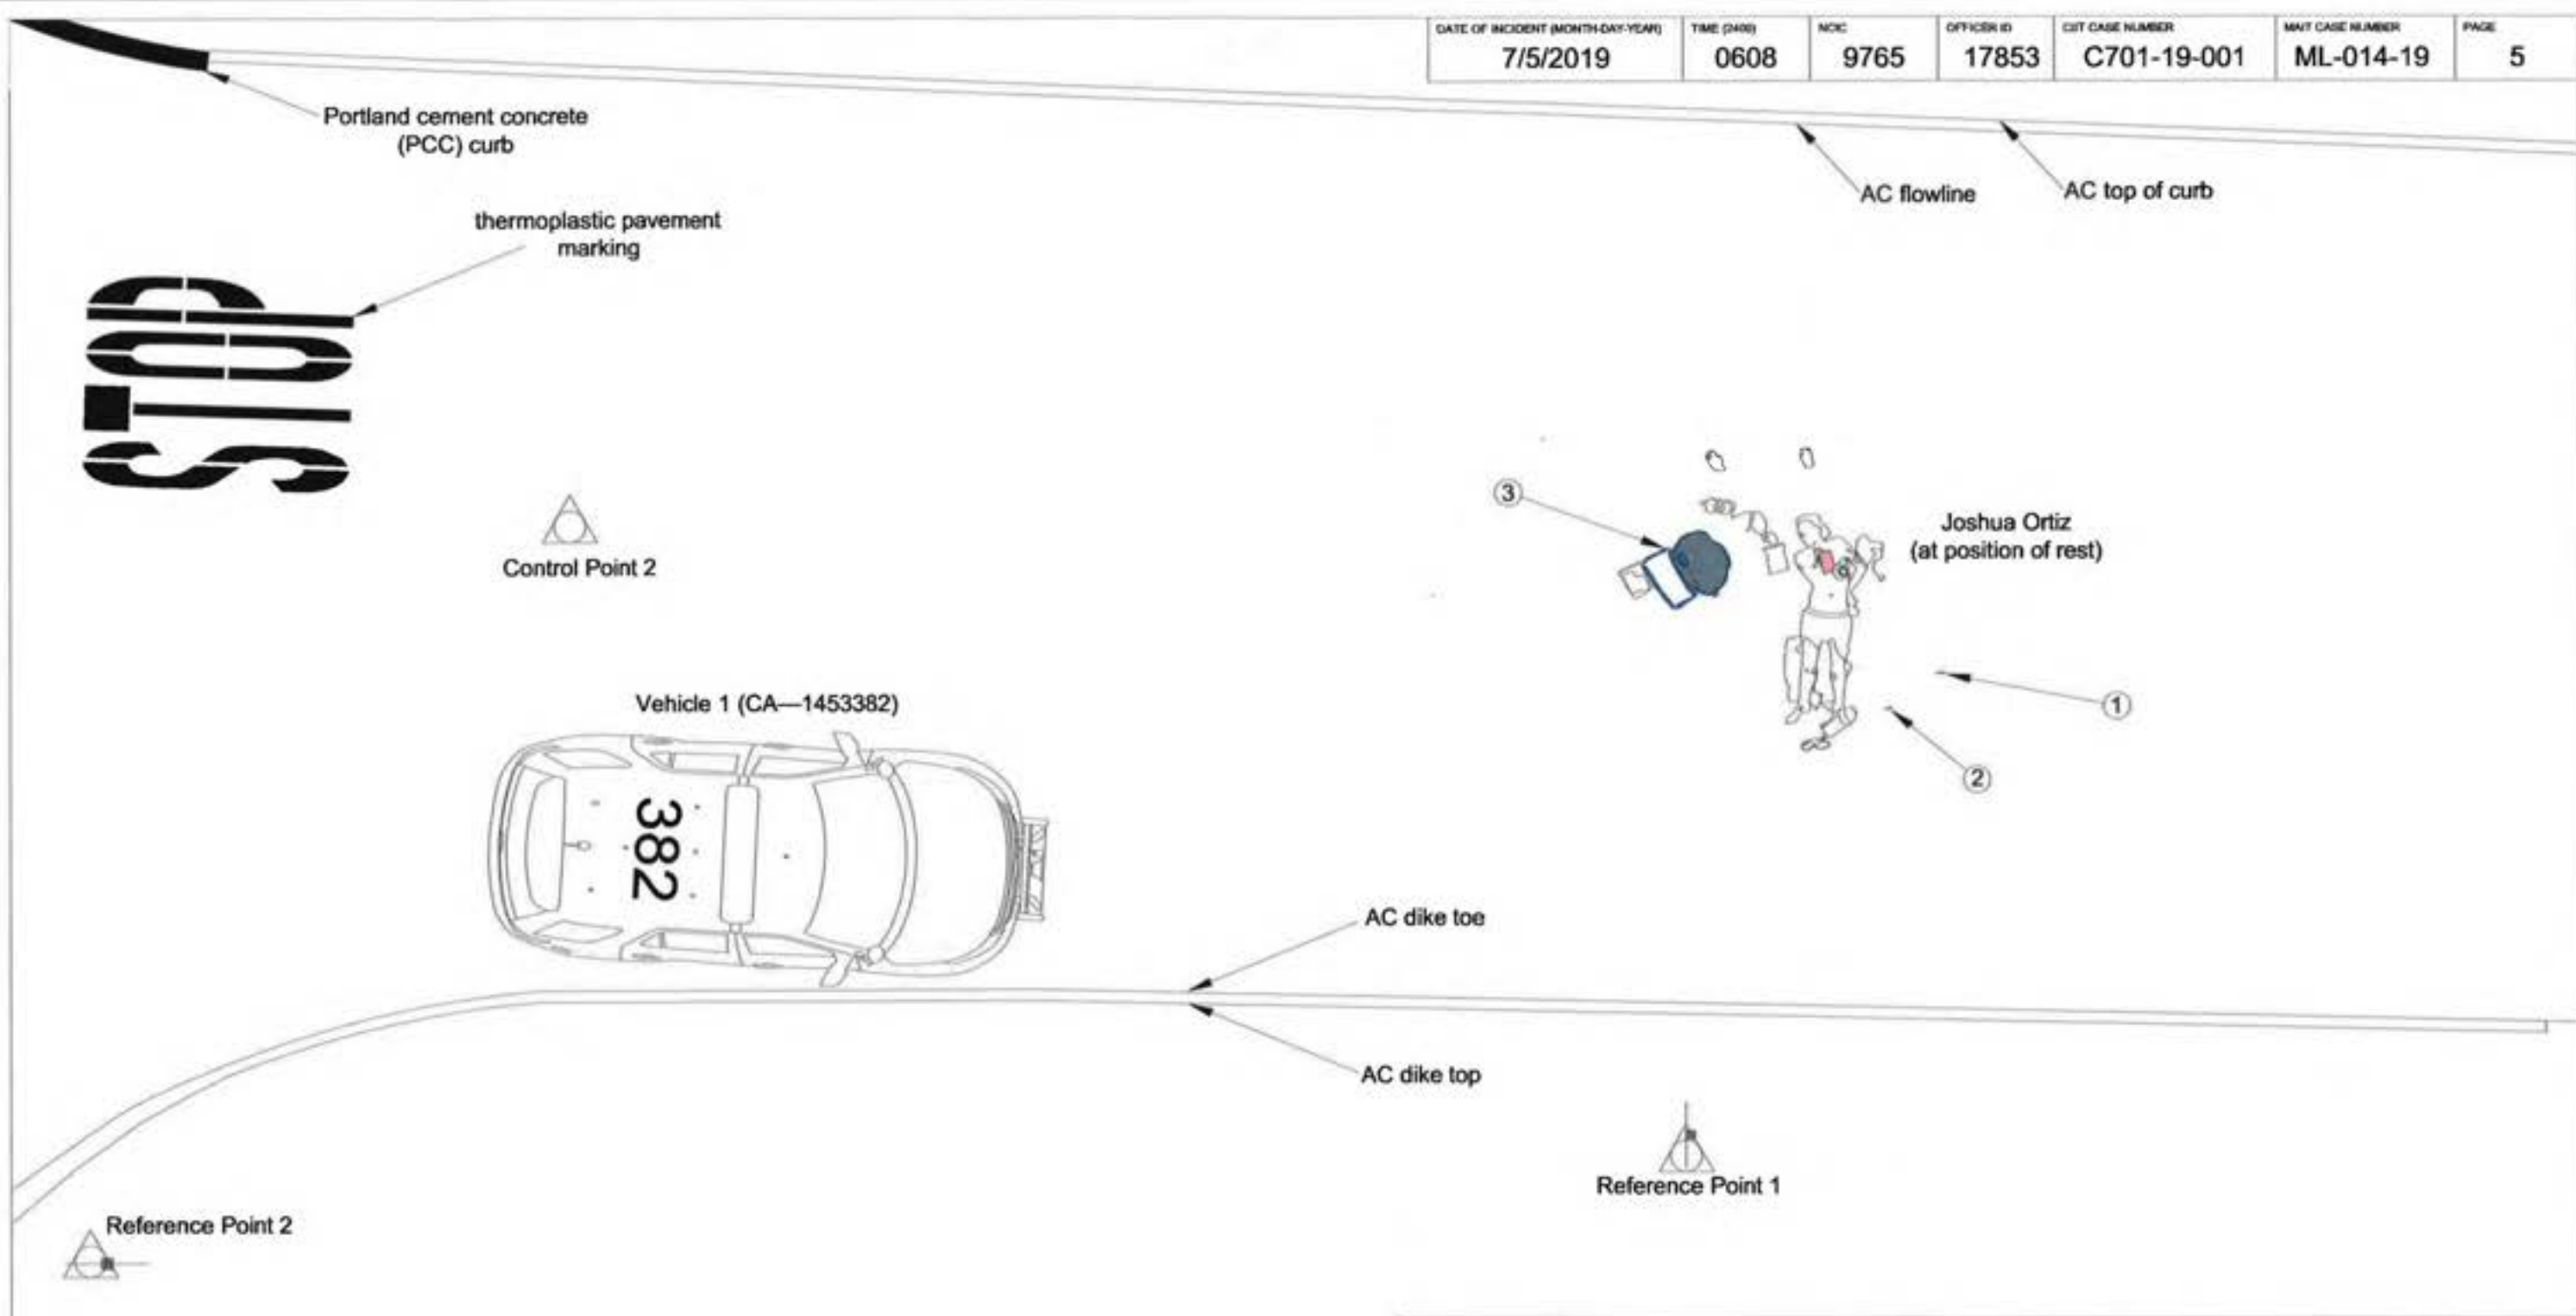 DATE OF INCIDENT (MONTH-DAY-YEAR) TIME (2400) NCIC OFFICER ID CIIT CASE NUMBER MAIT CASE NUMBER PAGE
7/5/2019 0608 9765 17853 C701-19-001 ML-014-19 5
Portland cement concrete
(PCC) curb
AC flowline
AC top of curb
thermoplastic pavement
marking
STOP
3
Joshua Ortiz
(at position of rest)
Control Point 2
1
2
Vehicle 1 (CA—1453382)
382
AC dike toe
AC dike top
Reference Point 1
Reference Point 2